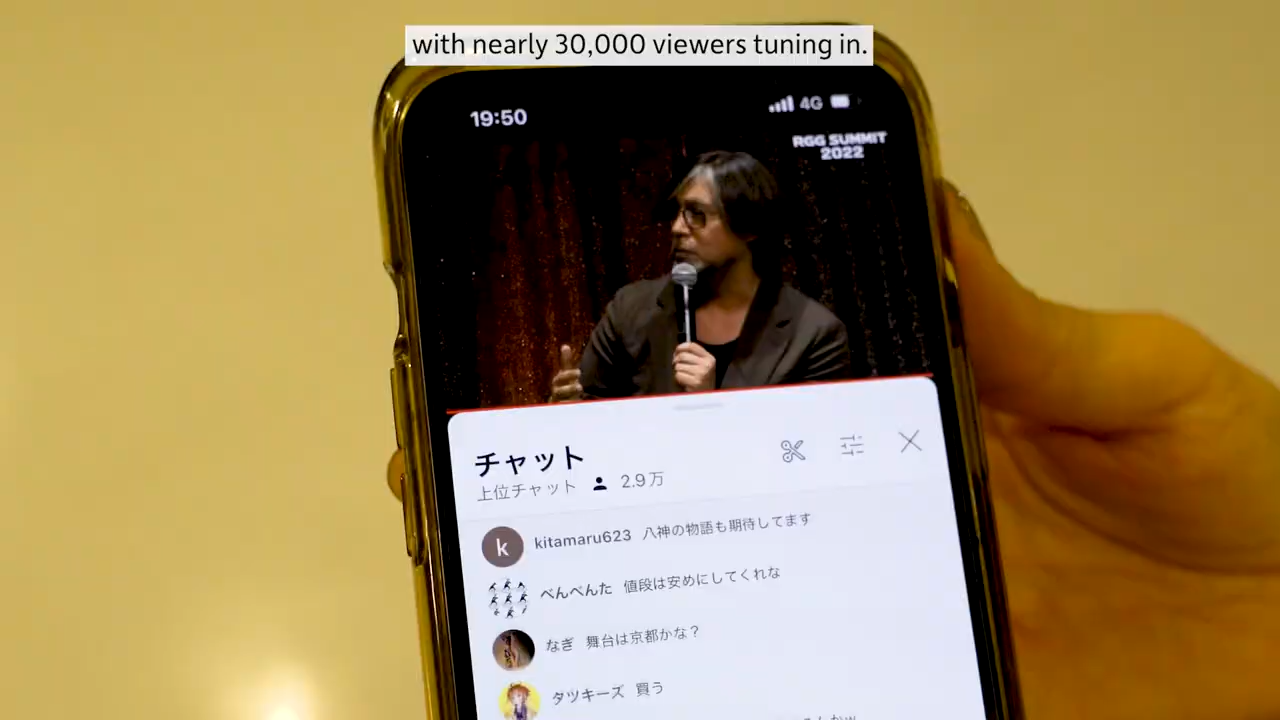 with nearly 30,000 viewers tuning in.
19:50
4G
RGG SUMMIT
2022
チャット
上位チャット 2.9万
k
kitamaru623 八神の物語も期待してます
べんべんた 値段は安めにしてくれな
なぎ 舞台は京都かな？
タツキーズ 買う